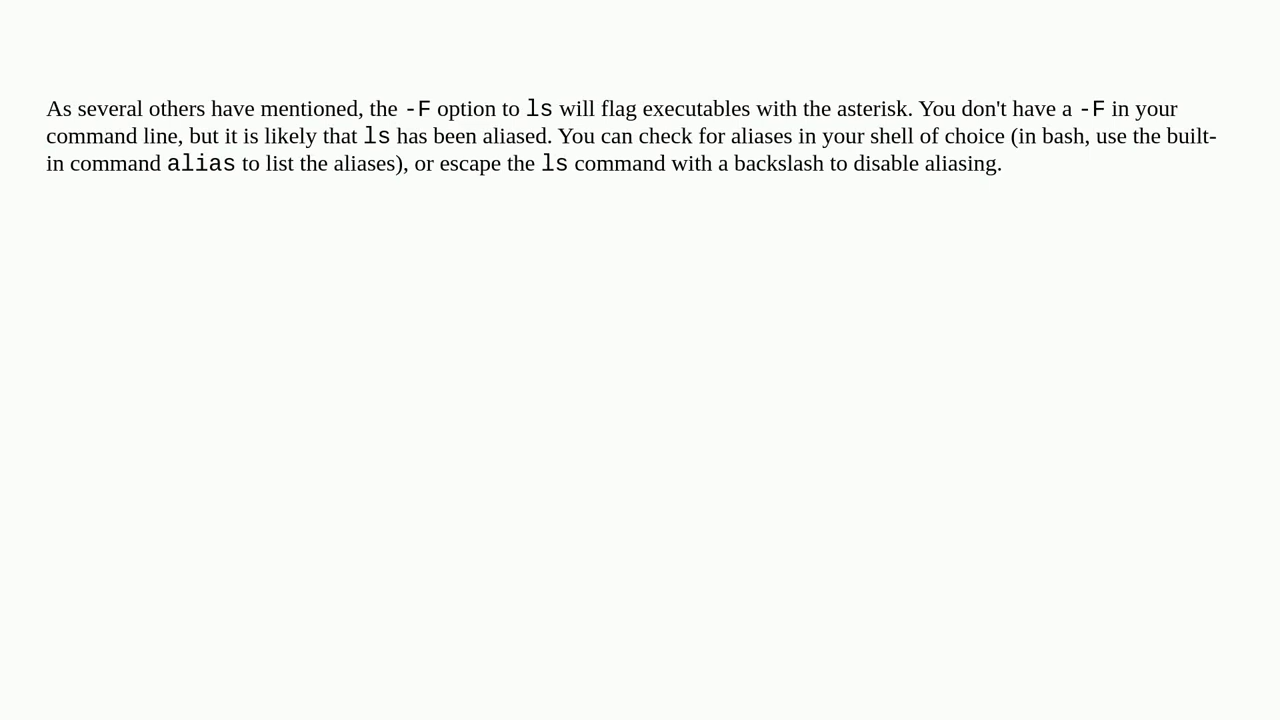 As several others have mentioned, the -F option to ls will flag executables with the asterisk. You don't have a -F in your
command line, but it is likely that ls has been aliased. You can check for aliases in your shell of choice (in bash, use the built-
in command alias to list the aliases), or escape the ls command with a backslash to disable aliasing.